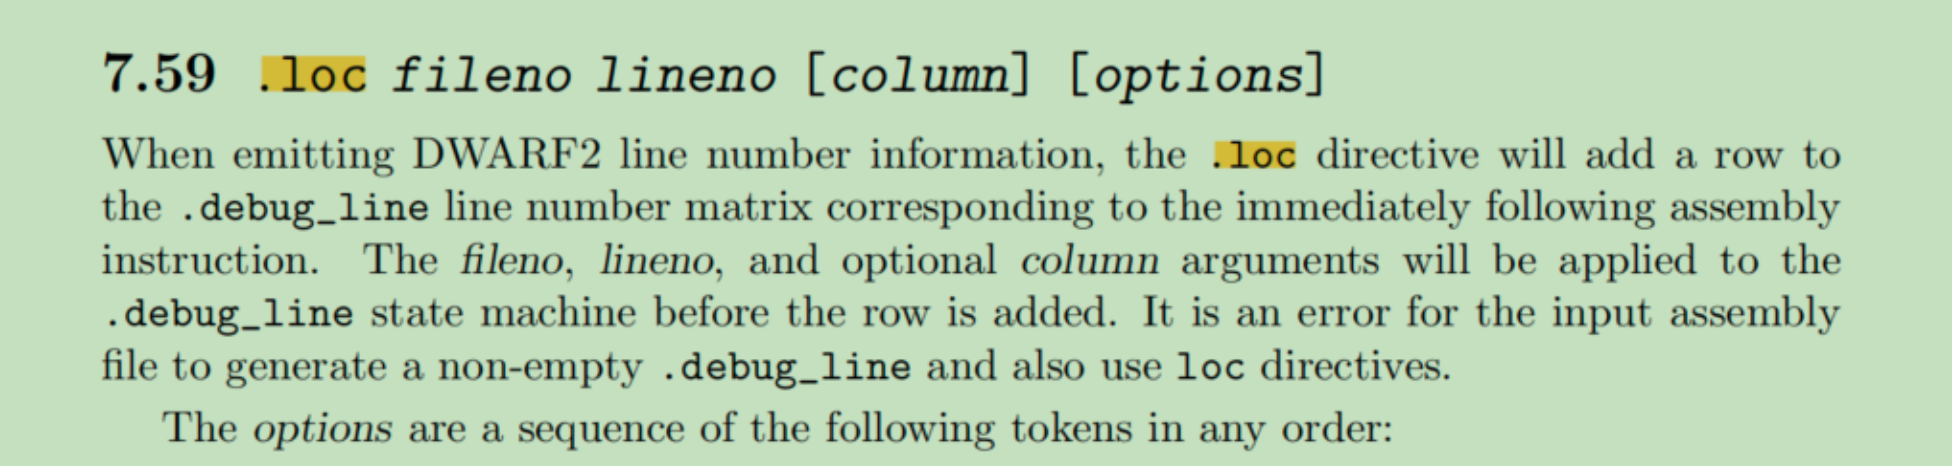 7.59 .loc fileno lineno [column] [options]
When emitting DWARF2 line number information, the .loc directive will add a row to
the .debug_line line number matrix corresponding to the immediately following assembly
instruction. The fileno, lineno, and optional column arguments will be applied to the
.debug_line state machine before the row is added. It is an error for the input assembly
file to generate a non-empty .debug_line and also use loc directives.
The options are a sequence of the following tokens in any order: